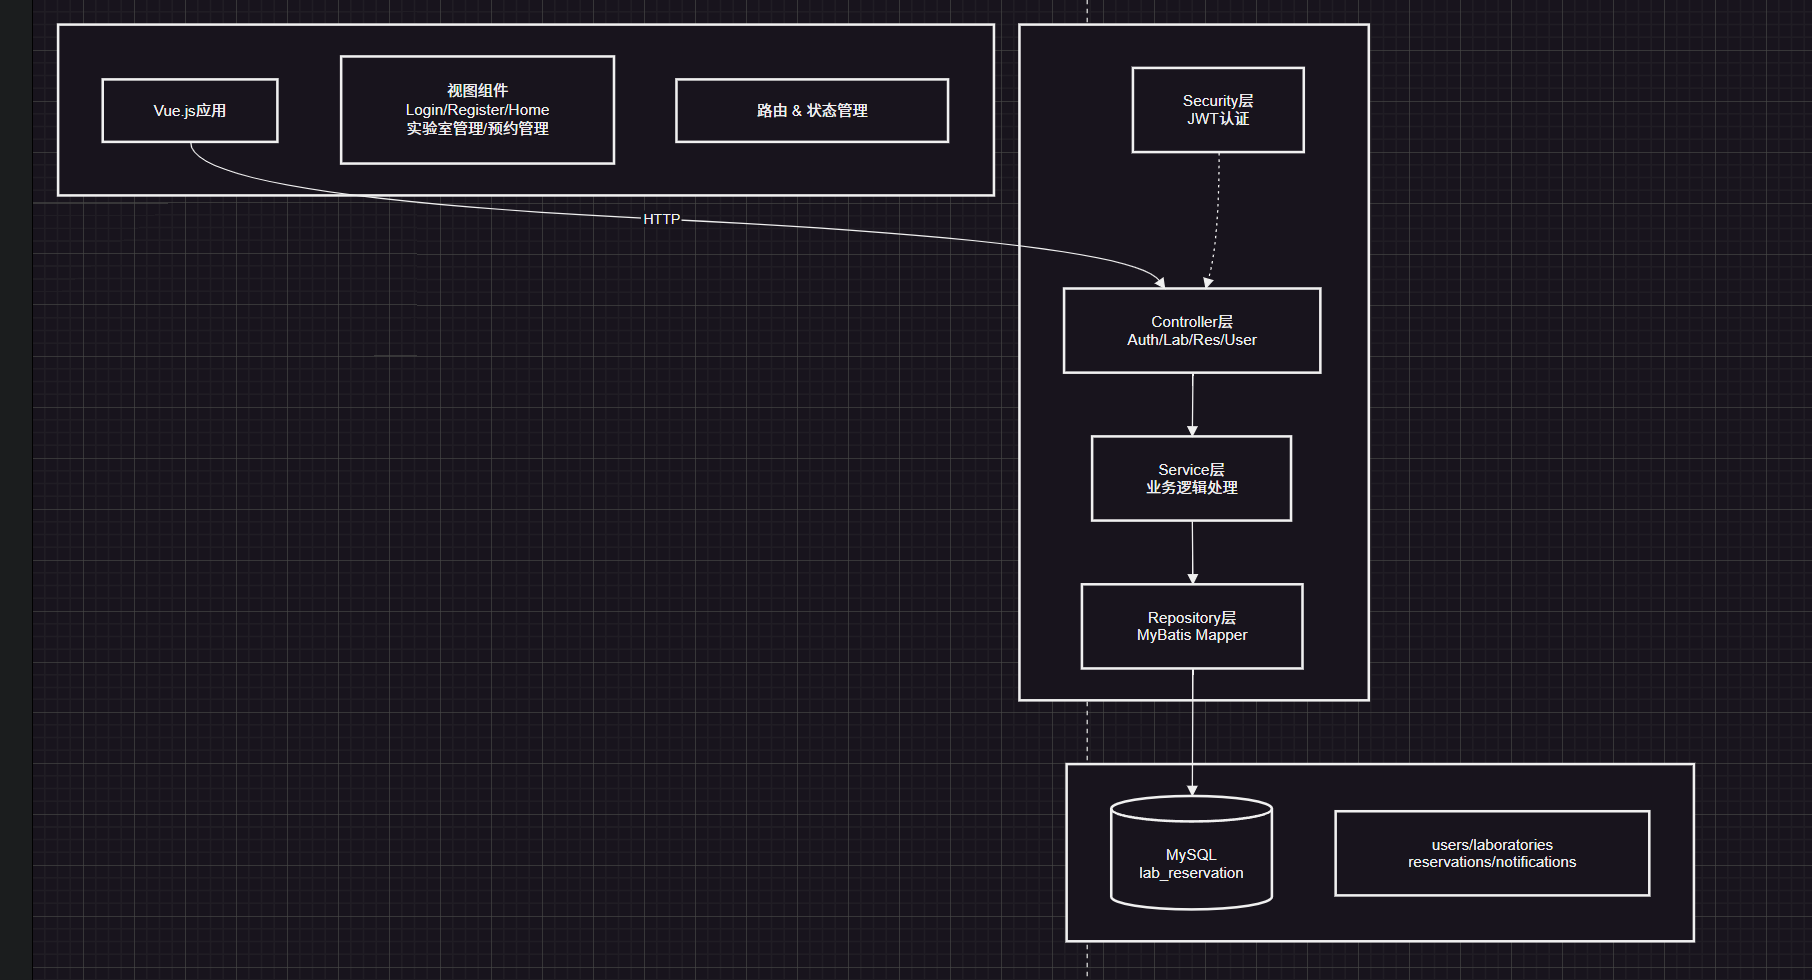 Vue.js应用
视图组件
Login/Register/Home
实验室管理/预约管理
路由 & 状态管理
HTTP
Security层
JWT认证
Controller层
Auth/Lab/Res/User
Service层
业务逻辑处理
Repository层
MyBatis Mapper
MySQL
lab_reservation
users/laboratories
reservations/notifications